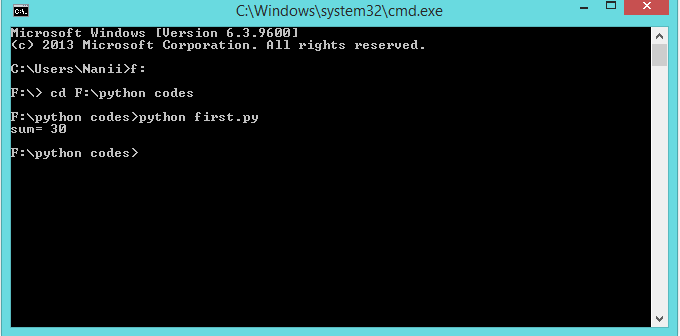 C:\Windows\system32\cmd.exe
Microsoft Windows [Version 6.3.9600]
(c) 2013 Microsoft Corporation. All rights reserved.
C:\Users\Nanii>f:
F:\> cd F:\python codes
F:\python codes>python first.py
sum= 30
F:\python codes>